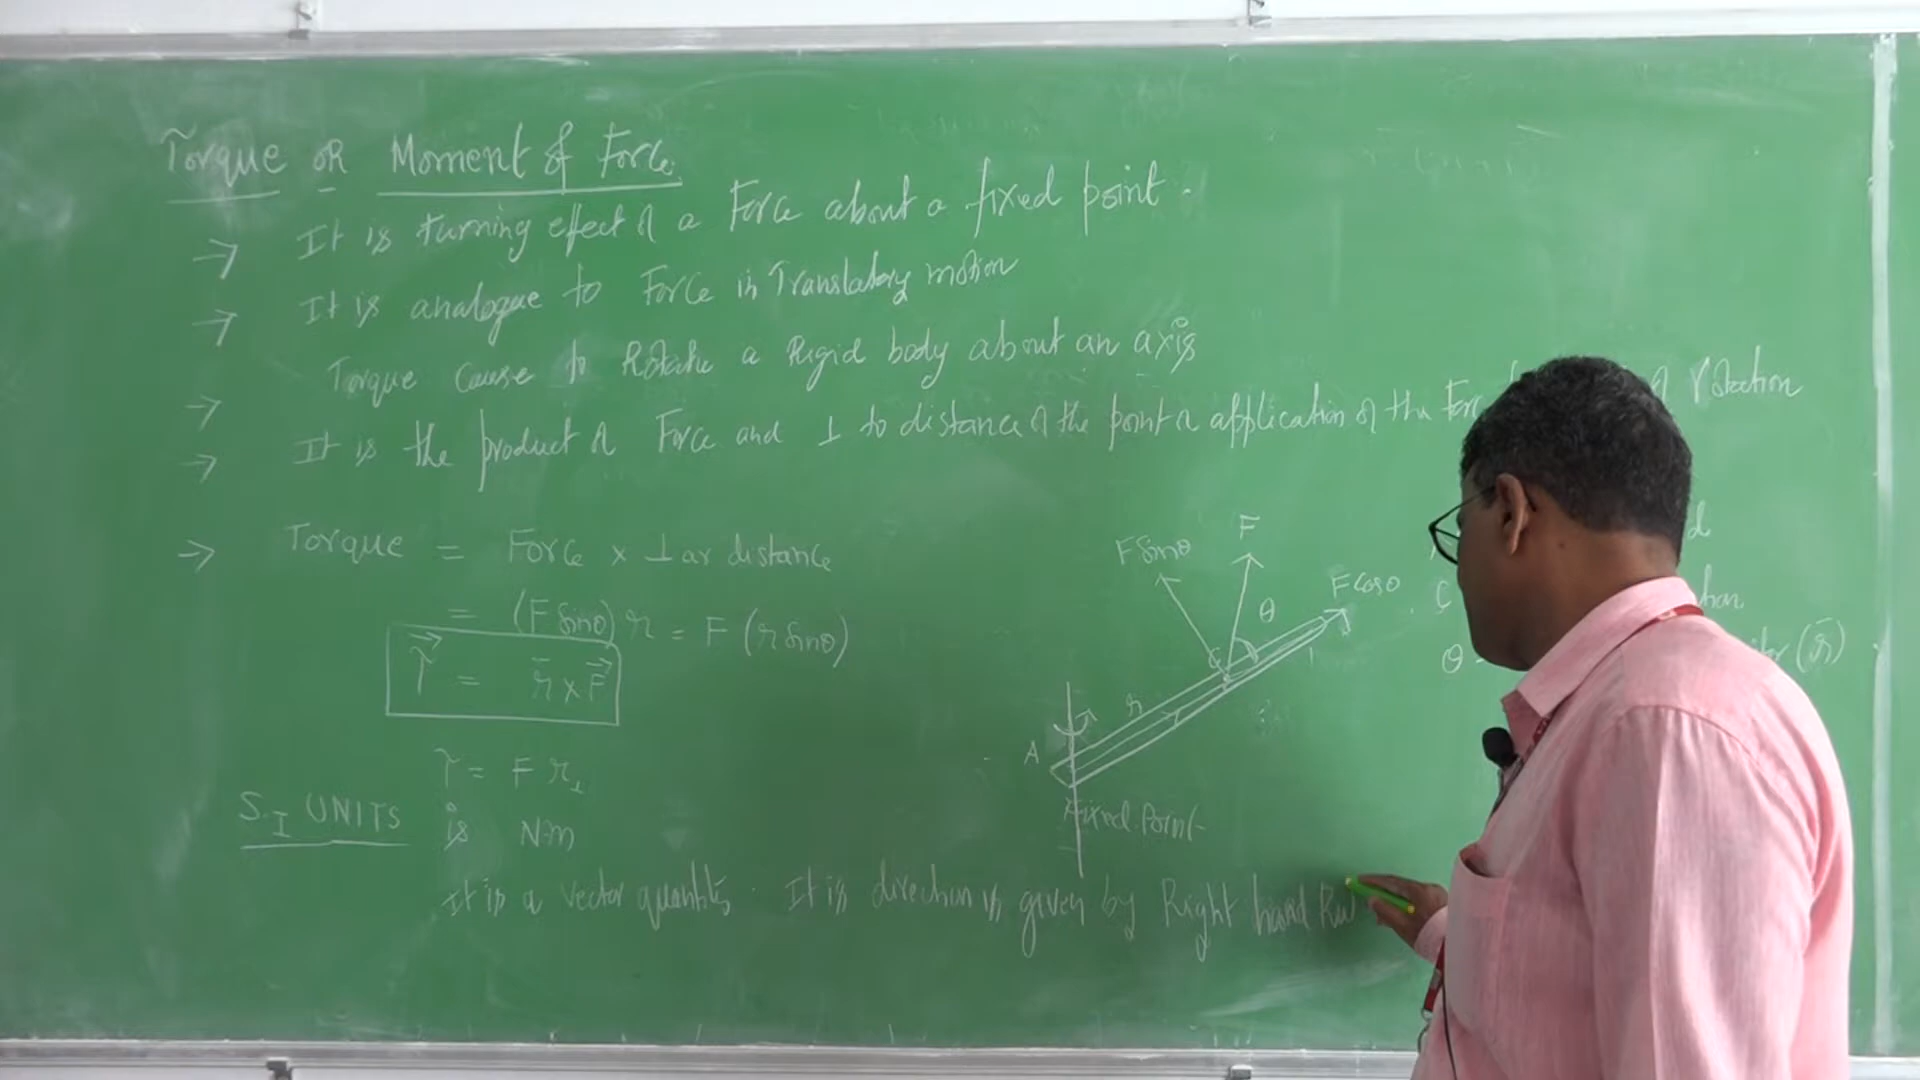 Torque or Moment of Force.
→ It is turning effect of a Force about a fixed point.
→ It is analogue to Force in Translatory motion
→ Torque Cause to Rotate a Rigid body about an axis
→ It is the product of Force and ⊥ to distance of the point of application of the rotation
→ Torque = Force × ⊥ ar distance
= (F sinθ) r = F (r sinθ)
τ⃗ = r̄ × F⃗
τ = F r⊥
S.I UNITS is N-m
It is a vector quantity. It is direction is given by Right hand
F sinθ
F
F cosθ
θ
C
r
A
Fixed Point
C
θ -
(r̄)